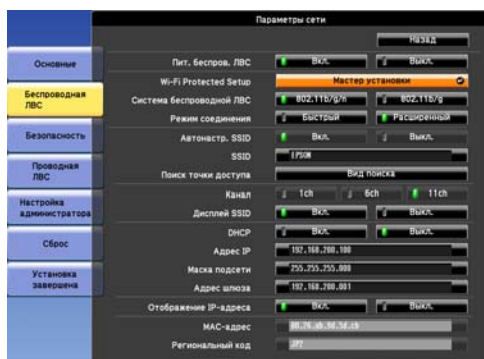 Параметры сети
Назад
Основные
Беспроводная ЛВС
Безопасность
Проводная ЛВС
Настройка администратора
Сброс
Установка завершена
Пит. беспров. ЛВС Вкл. Выкл.
Wi-Fi Protected Setup Мастер установки
Система беспроводной ЛВС 802.11b/g/n 802.11b/g
Режим соединения Быстрый Расширенный
Автонастр. SSID Вкл. Выкл.
SSID EPSON
Поиск точки доступа Вид поиска
Канал 1ch 6ch 11ch
Дисплей SSID Вкл. Выкл.
DHCP Вкл. Выкл.
Адрес IP 192.168.200.100
Маска подсети 255.255.255.000
Адрес шлюза 192.168.200.001
Отображение IP-адреса Вкл. Выкл.
MAC-адрес
Региональный код